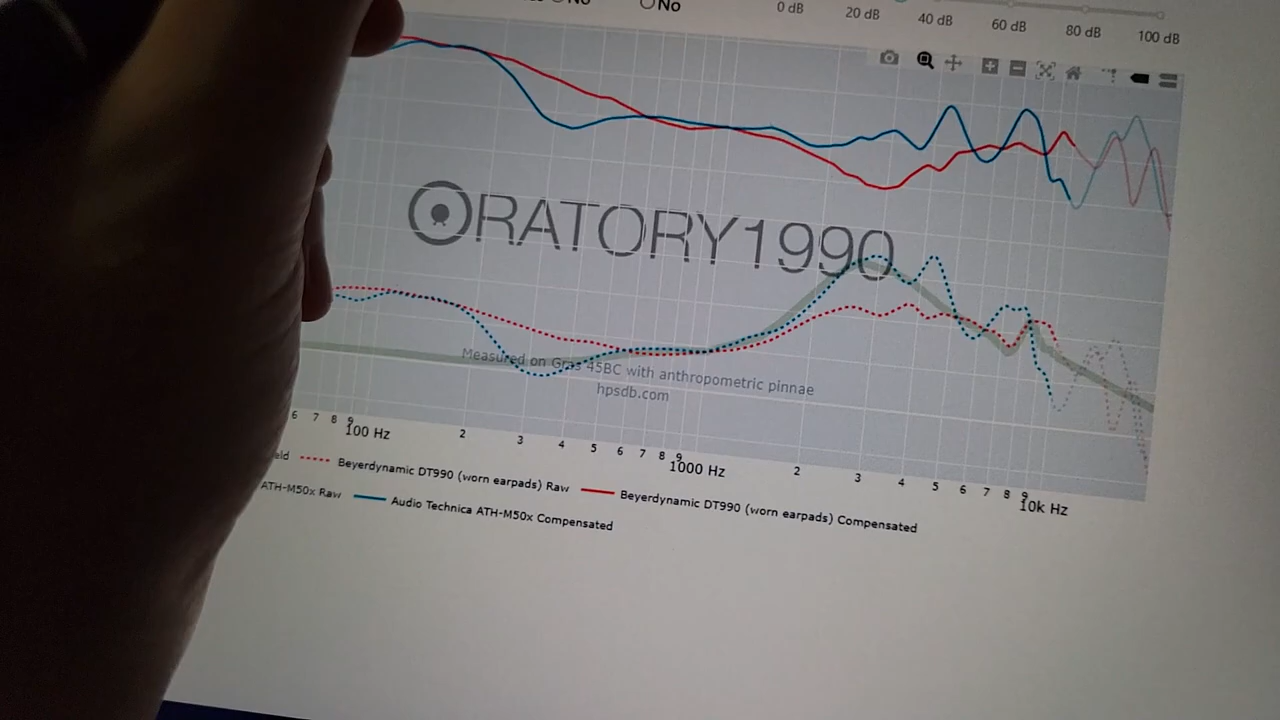 No
No
0 dB
20 dB
40 dB
60 dB
80 dB
100 dB
ORATORY1990
Measured on Gras 45BC with anthropometric pinnae
hpsdb.com
6 7 8 9 100 Hz 2 3 4 5 6 7 8 9 1000 Hz 2 3 4 5 6 7 8 9 10k Hz
eld Beyerdynamic DT990 (worn earpads) Raw Beyerdynamic DT990 (worn earpads) Compensated
ATH-M50x Raw Audio Technica ATH-M50x Compensated